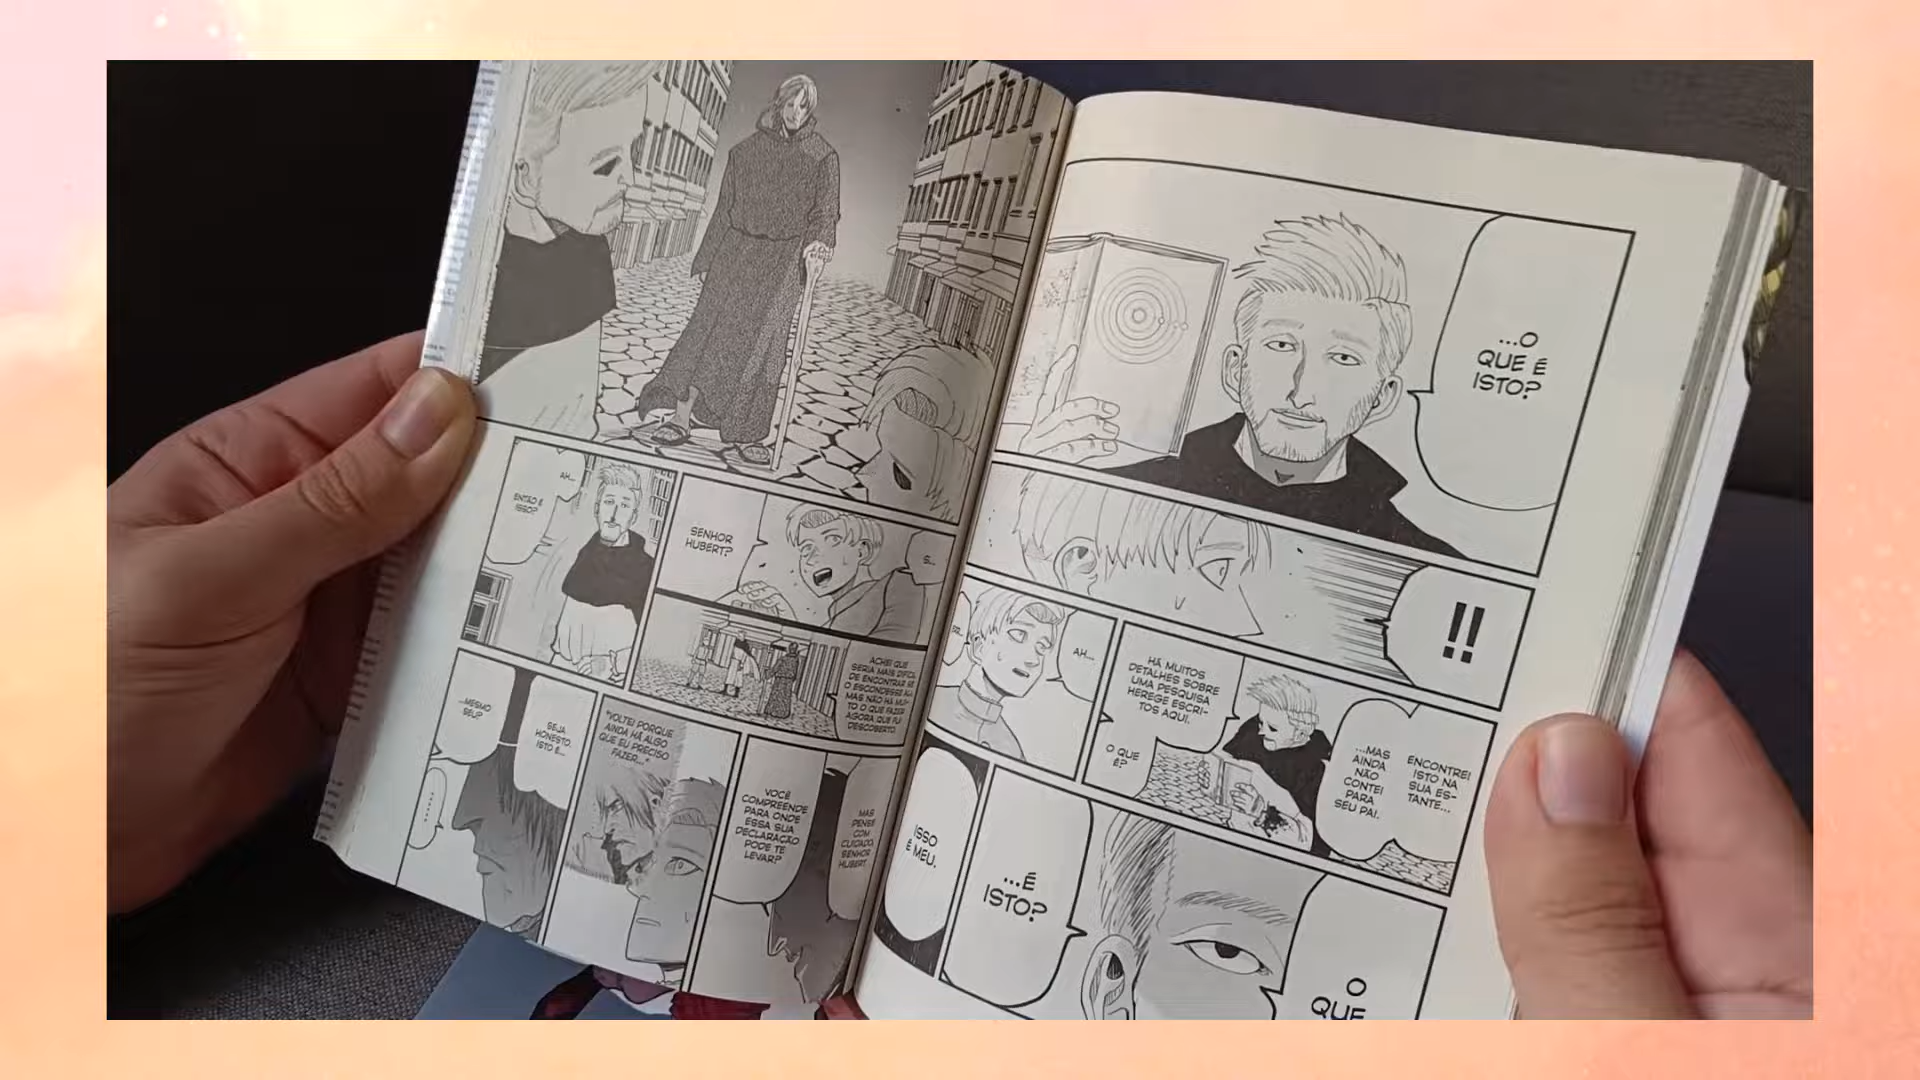 ...O
QUE É
ISTO?
!!
ENCONTREI
ISTO NA
SUA ES-
TANTE...
...MAS
AINDA
NÃO
CONTEI
PARA
SEU PAI.
HÁ MUITOS
DETALHES SOBRE
UMA PESQUISA
HEREGE ESCRI-
TOS AQUI.
O QUE
É?
AH...
O
QUE
...É
ISTO?
ISSO
É MEU.
S...
SENHOR
HUBERT?
ACHEI QUE
SERIA MAIS DIFÍCIL
DE ENCONTRAR SE
O ESCONDESSE
MAS NÃO HÁ MUI-
TO O QUE FAZER
AGORA QUE FUI
DESCOBERTO.
AH...
ENTÃO É
ISSO?
MAS
PENSE
COM
CUIDADO,
SENHOR
HUBERT.
VOCÊ
COMPREENDE
PARA ONDE
ESSA SUA
DECLARAÇÃO
PODE TE
LEVAR?
"VOLTEI PORQUE
AINDA HÁ ALGO
QUE EU PRECISO
FAZER..."
SEJA
HONESTO.
ISTO É...
...MESMO
SEU?
......